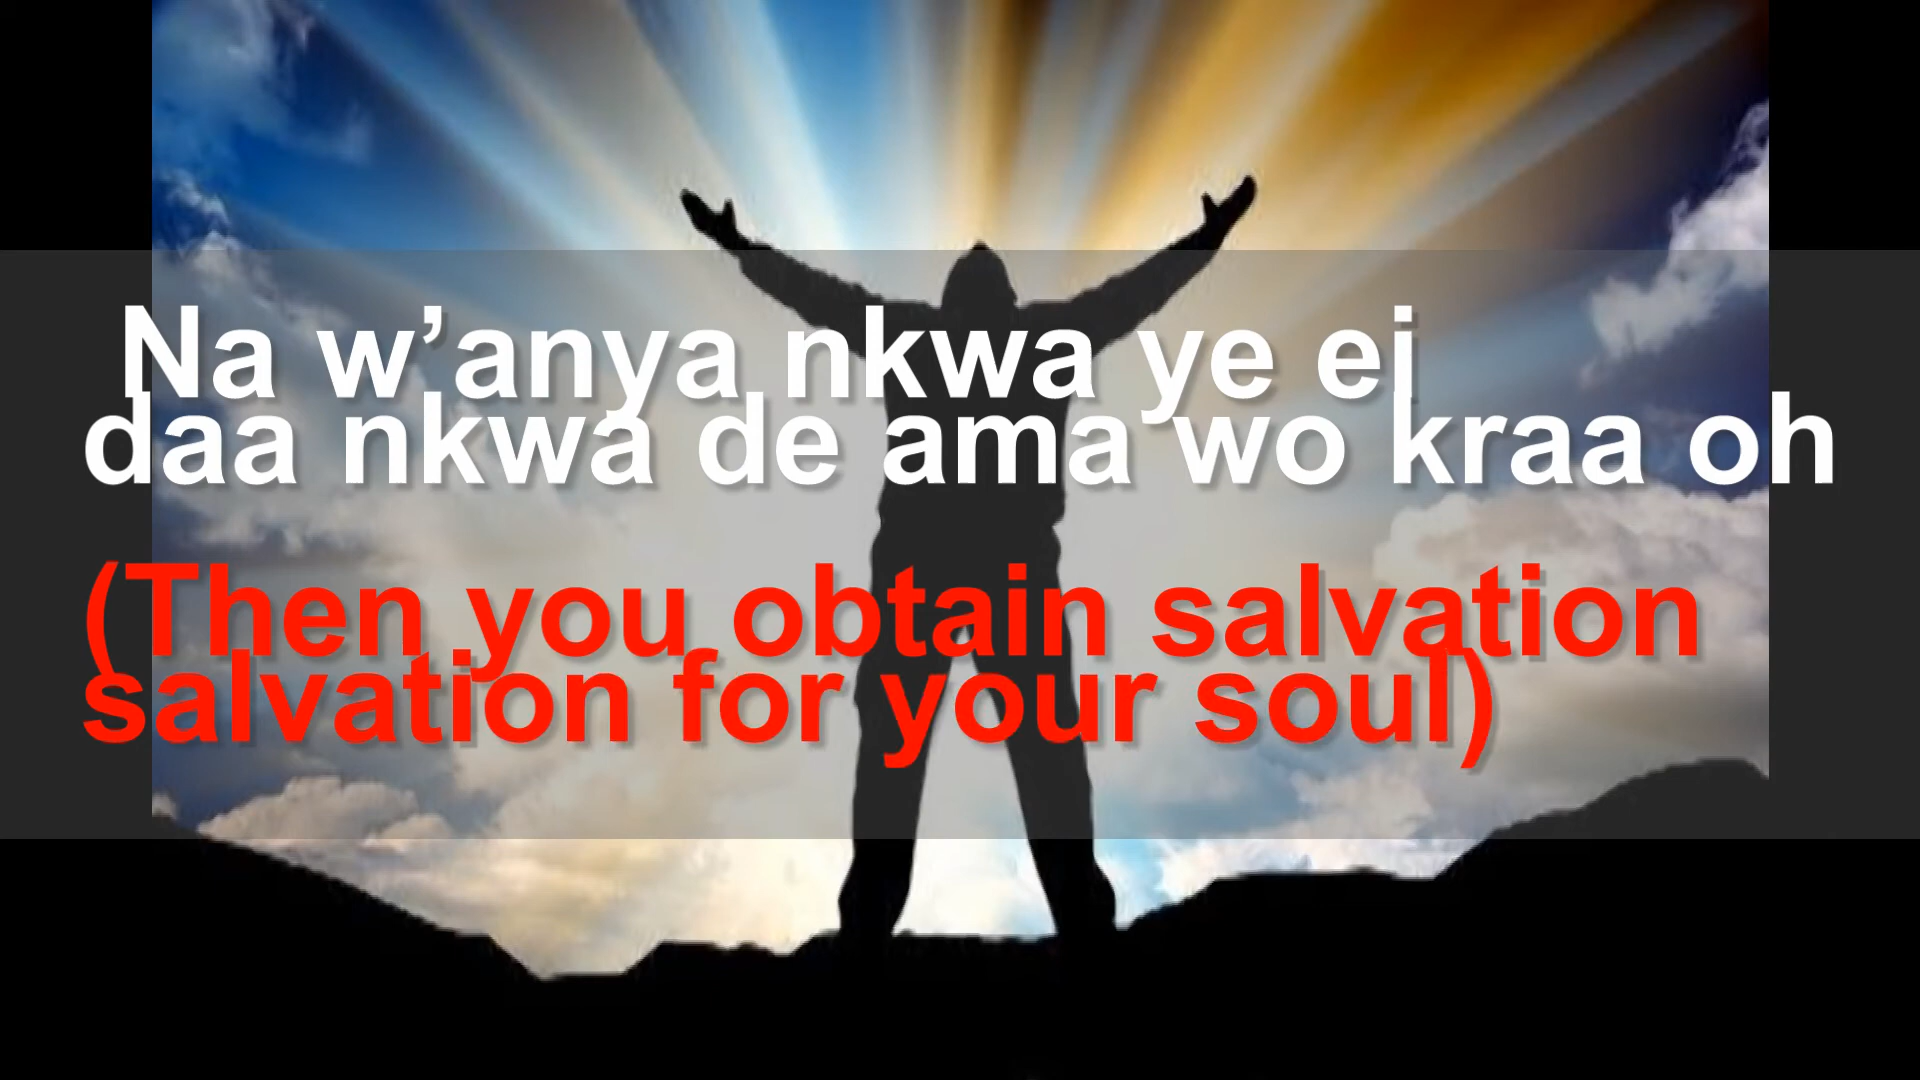 Na w’anya nkwa ye ei
daa nkwa de ama wo kraa oh
(Then you obtain salvation
salvation for your soul)